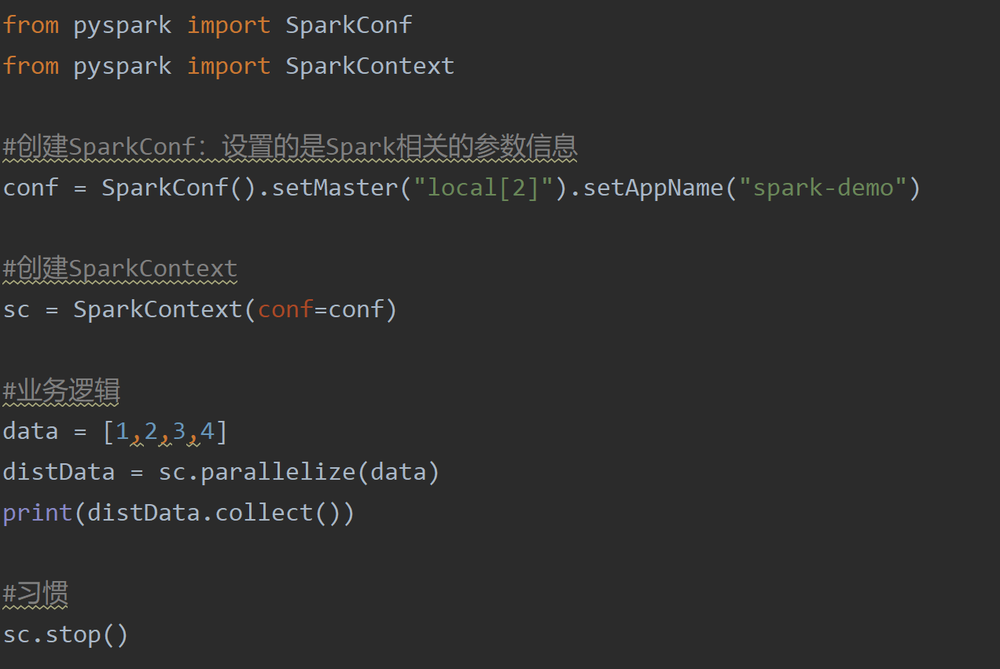 from pyspark import SparkConf
from pyspark import SparkContext
#创建SparkConf：设置的是Spark相关的参数信息
conf = SparkConf().setMaster("local[2]").setAppName("spark-demo")
#创建SparkContext
sc = SparkContext(conf=conf)
#业务逻辑
data = [1,2,3,4]
distData = sc.parallelize(data)
print(distData.collect())
#习惯
sc.stop()